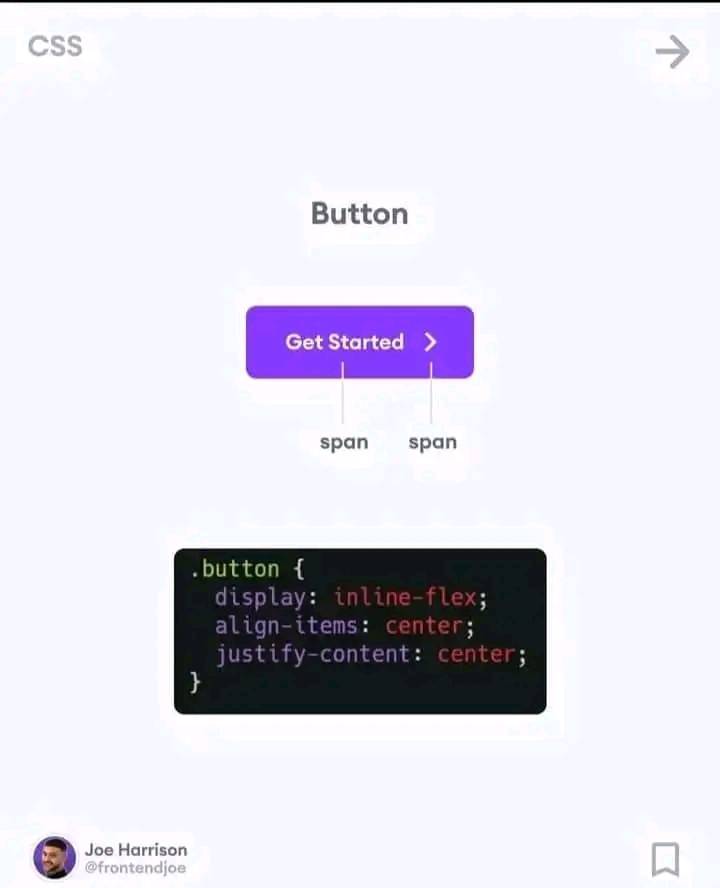 CSS
Button
Get Started
span span
.button {
display: inline-flex;
align-items: center;
justify-content: center;
}
Joe Harrison
@frontendjoe